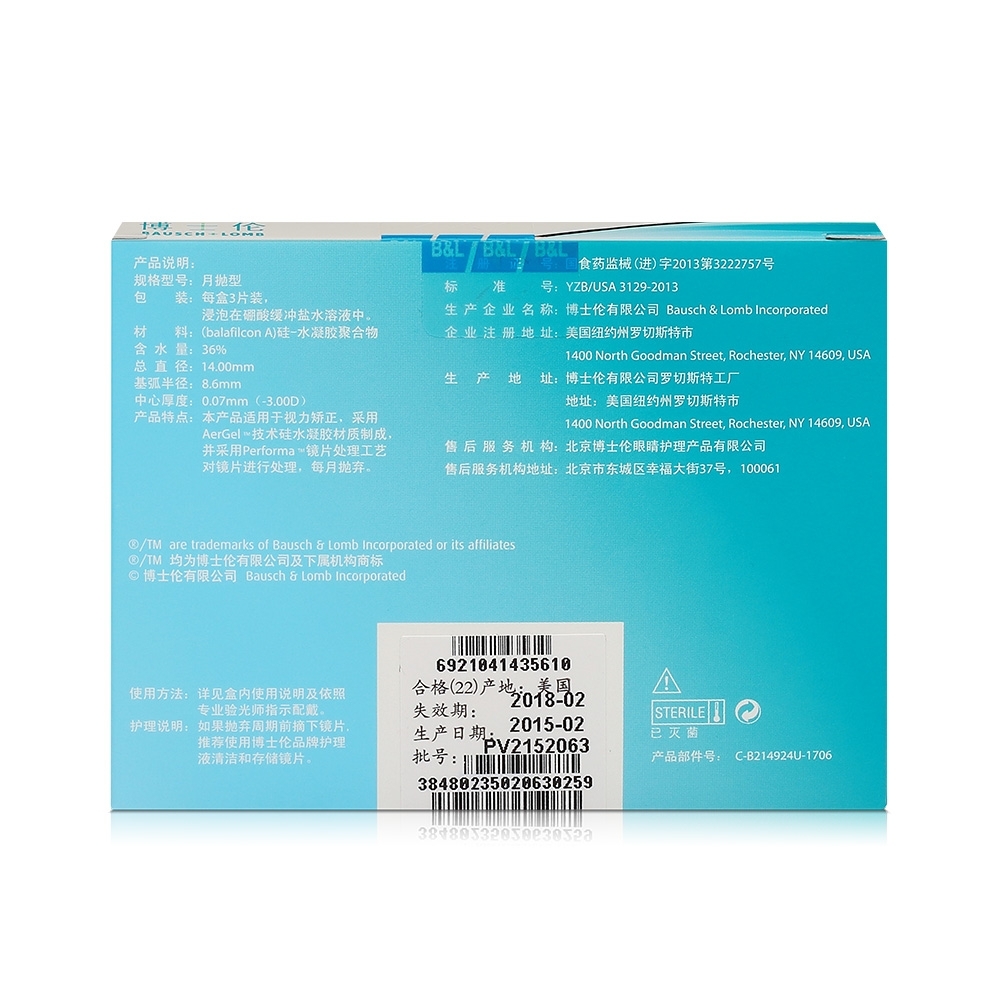 博士伦
BAUSCH + LOMB
产品说明：
规格型号：月抛型
包 装：每盒3片装，
浸泡在硼酸缓冲盐水溶液中。
材 料：(balafilcon A)硅-水凝胶聚合物
含 水 量：36%
总 直 径：14.00mm
基弧半径：8.6mm
中心厚度：0.07mm（-3.00D）
产品特点：本产品适用于视力矫正，采用
AerGel™技术硅水凝胶材质制成，
并采用Performa™镜片处理工艺
对镜片进行处理，每月抛弃。
B&L B&L B&L
注 册 证 号：国食药监械(进)字2013第3222757号
标 准 号：YZB/USA 3129-2013
生 产 企 业 名 称：博士伦有限公司 Bausch & Lomb Incorporated
企 业 注 册 地 址：美国纽约州罗切斯特市
1400 North Goodman Street, Rochester, NY 14609, USA
生 产 地 址：博士伦有限公司罗切斯特工厂
地址：美国纽约州罗切斯特市
1400 North Goodman Street, Rochester, NY 14609, USA
售 后 服 务 机 构：北京博士伦眼睛护理产品有限公司
售后服务机构地址：北京市东城区幸福大街37号，100061
®/TM are trademarks of Bausch & Lomb Incorporated or its affiliates
®/TM 均为博士伦有限公司及下属机构商标
© 博士伦有限公司 Bausch & Lomb Incorporated
使用方法：详见盒内使用说明及依照
专业验光师指示配戴。
护理说明：如果抛弃周期前摘下镜片，
推荐使用博士伦品牌护理
液清洁和存储镜片。
6921041435610
合格(22)产地：美国
失效期：2018-02
生产日期：2015-02
批号：PV2152063
38480235020630259
STERILE
已 灭 菌
产品部件号： C-B214924U-1706